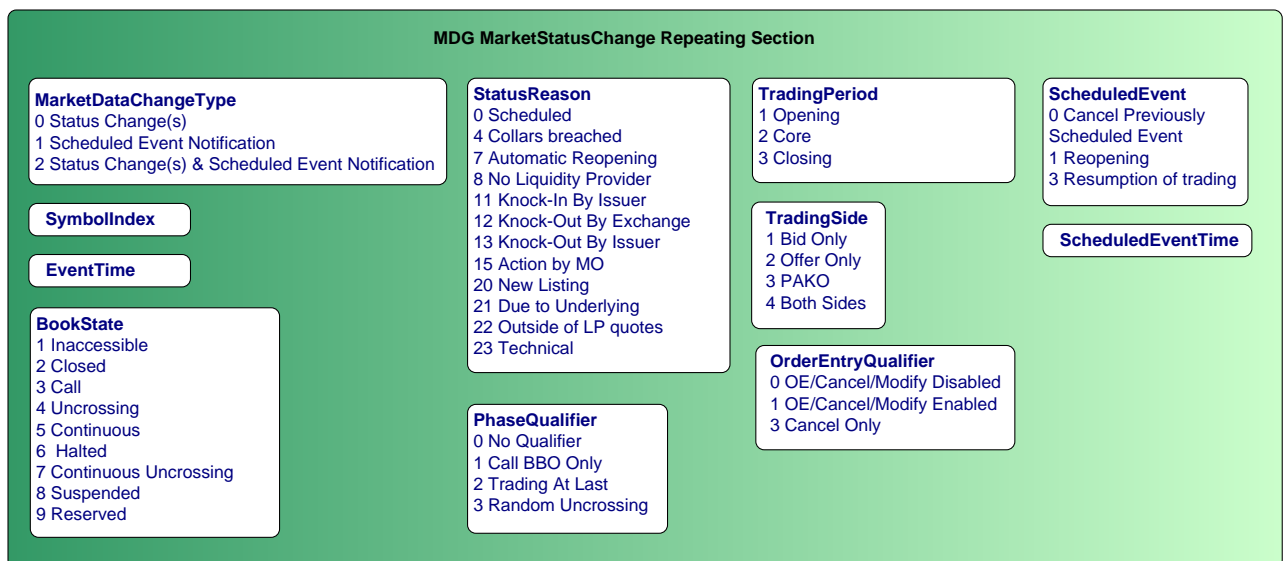 MDG MarketStatusChange Repeating Section
MarketDataChangeType
0 Status Change(s)
1 Scheduled Event Notification
2 Status Change(s) & Scheduled Event Notification
SymbolIndex
EventTime
BookState
1 Inaccessible
2 Closed
3 Call
4 Uncrossing
5 Continuous
6 Halted
7 Continuous Uncrossing
8 Suspended
9 Reserved
StatusReason
0 Scheduled
4 Collars breached
7 Automatic Reopening
8 No Liquidity Provider
11 Knock-In By Issuer
12 Knock-Out By Exchange
13 Knock-Out By Issuer
15 Action by MO
20 New Listing
21 Due to Underlying
22 Outside of LP quotes
23 Technical
PhaseQualifier
0 No Qualifier
1 Call BBO Only
2 Trading At Last
3 Random Uncrossing
TradingPeriod
1 Opening
2 Core
3 Closing
TradingSide
1 Bid Only
2 Offer Only
3 PAKO
4 Both Sides
OrderEntryQualifier
0 OE/Cancel/Modify Disabled
1 OE/Cancel/Modify Enabled
3 Cancel Only
ScheduledEvent
0 Cancel Previously
Scheduled Event
1 Reopening
3 Resumption of trading
ScheduledEventTime